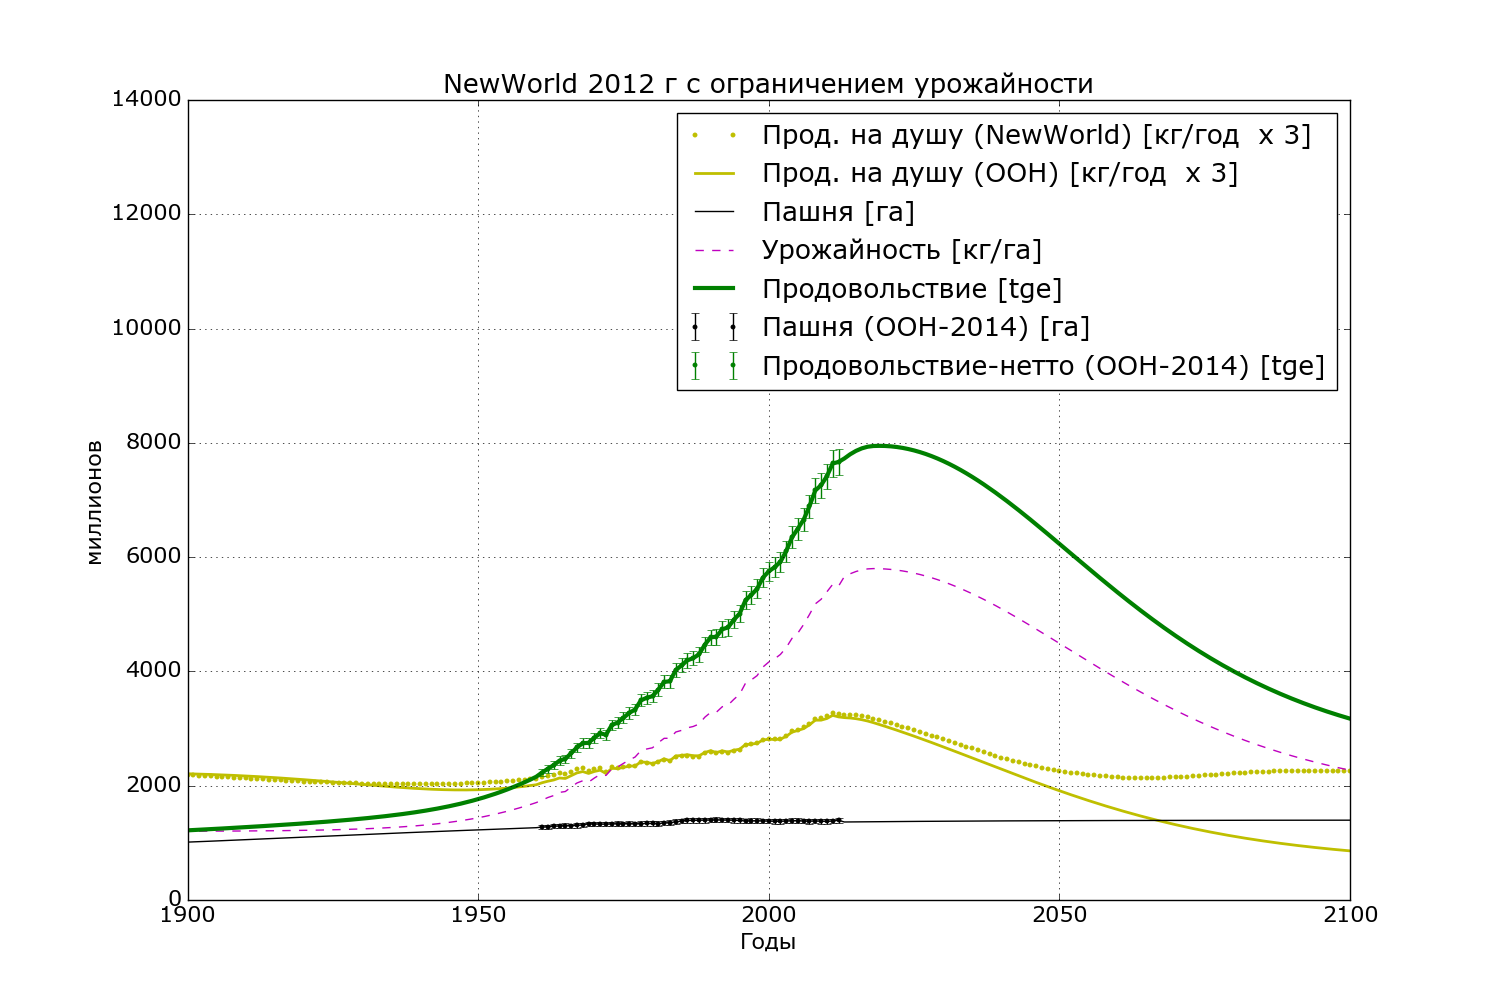 NewWorld 2012 г с ограничением урожайности
14000
12000
10000
8000
6000
4000
2000
0
миллионов
Прод. на душу (NewWorld) [кг/год  x 3]
Прод. на душу (ООН) [кг/год  x 3]
Пашня [га]
Урожайность [кг/га]
Продовольствие [tge]
Пашня (ООН-2014) [га]
Продовольствие-нетто (ООН-2014) [tge]
1900
1950
2000
2050
2100
Годы